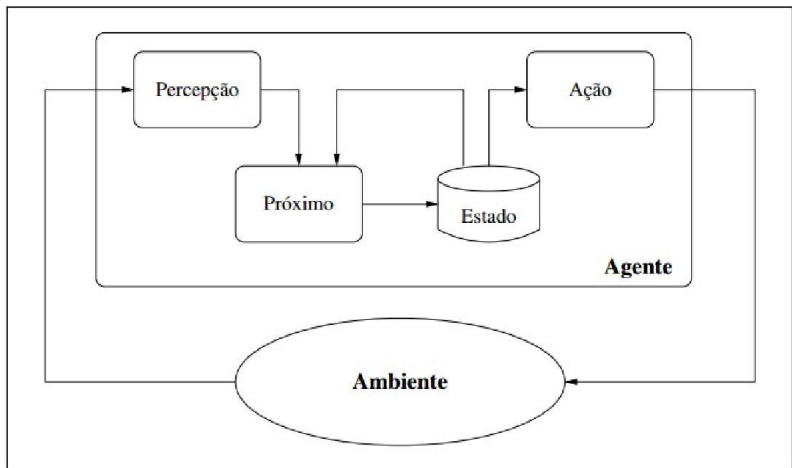 Percepção
Ação
Próximo
Estado
Agente
Ambiente